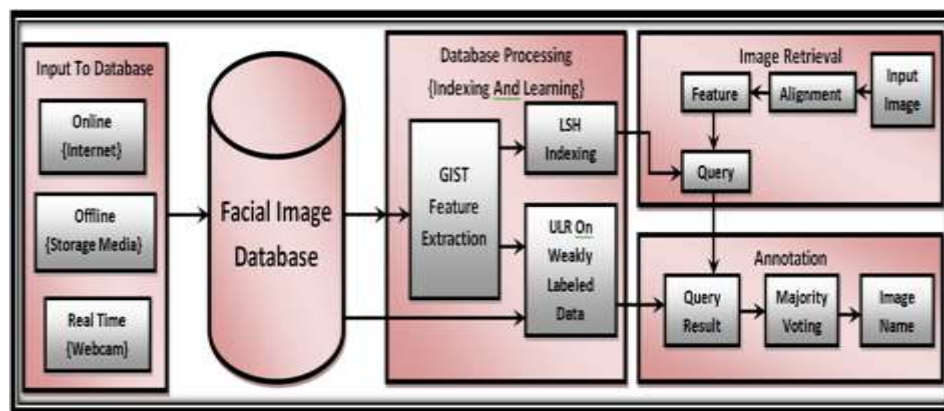 Input To Database
Online
{Internet}
Offline
{Storage Media}
Real Time
{Webcam}
Facial Image
Database
Database Processing
{Indexing And Learning}
GIST
Feature
Extraction
LSH
Indexing
ULR On
Weakly
Labeled
Data
Image Retrieval
Feature
Alignment
Input
Image
Query
Annotation
Query
Result
Majority
Voting
Image
Name